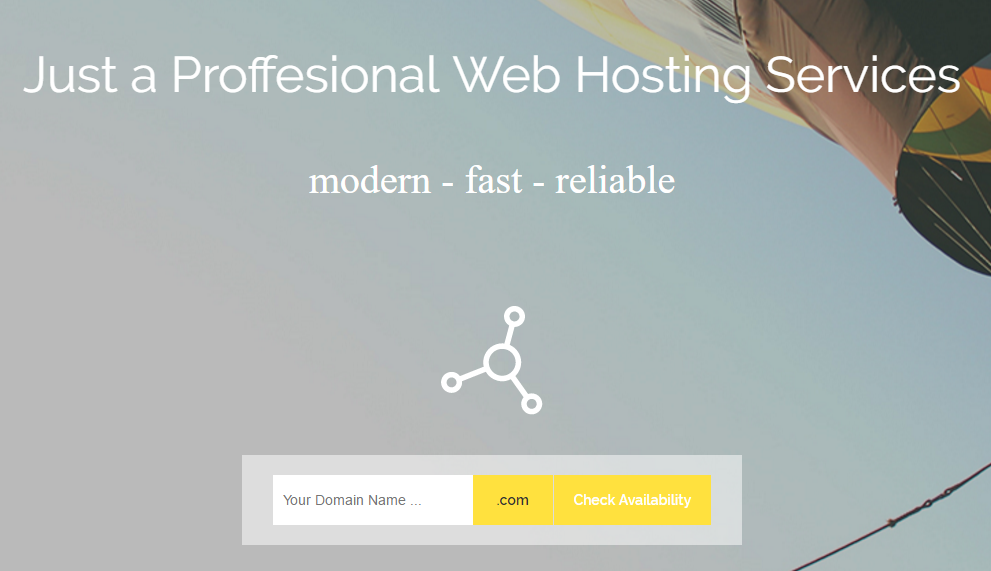 Just a Proffesional Web Hosting Services
modern - fast - reliable
Your Domain Name ... .com Check Availability